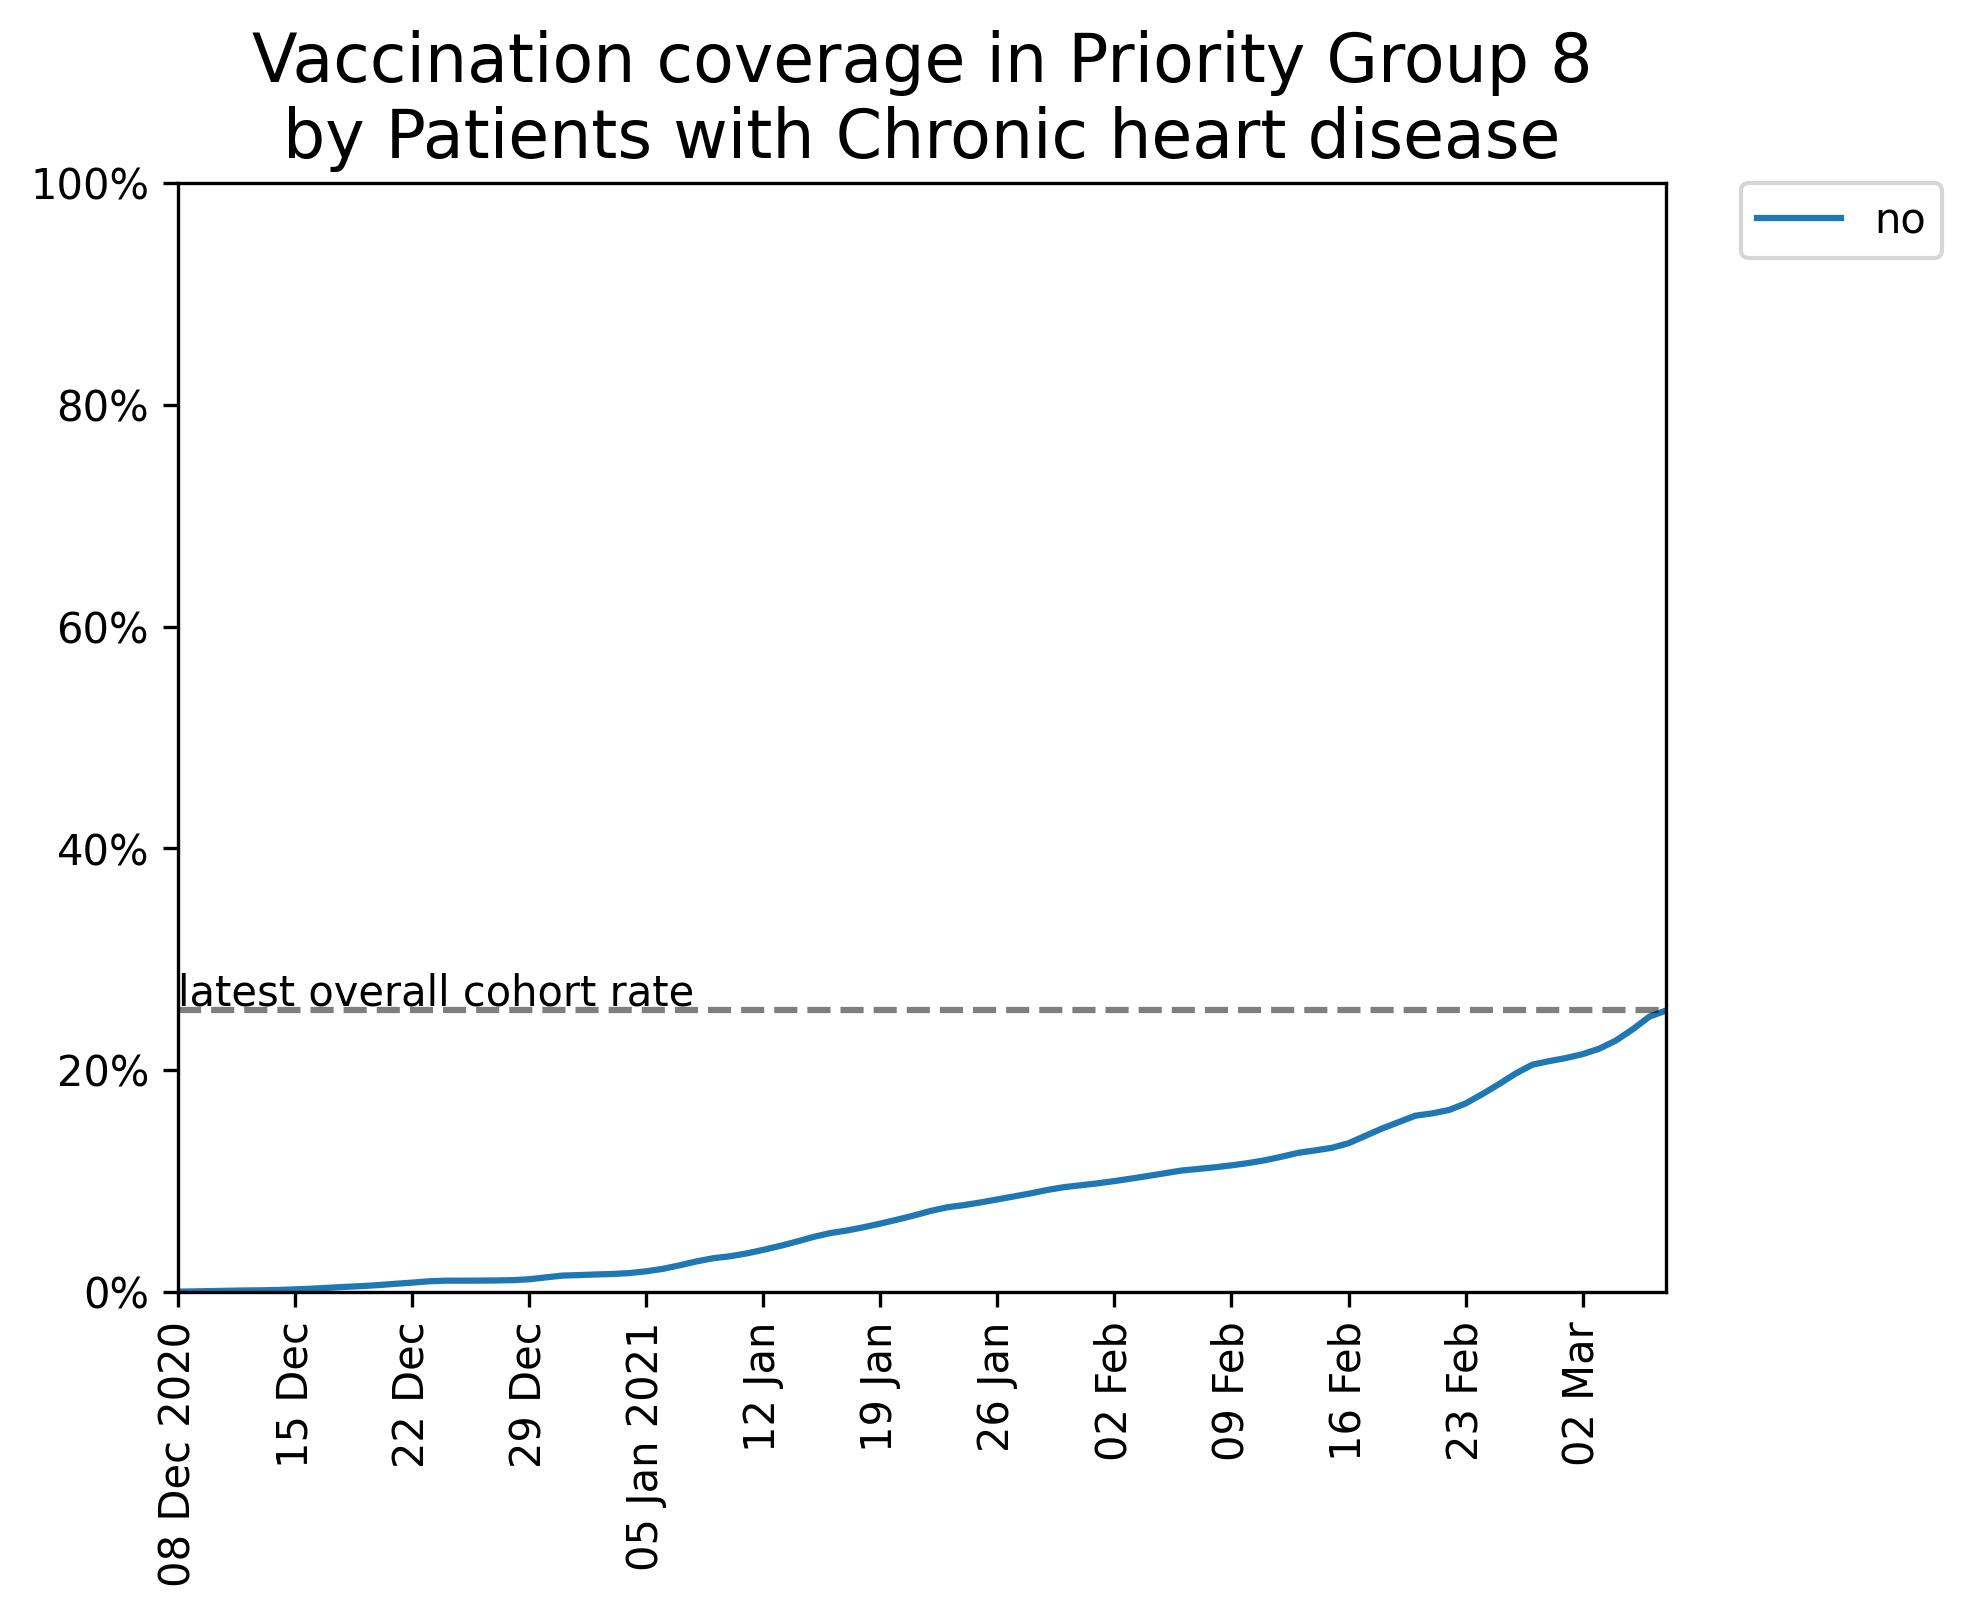 Vaccination coverage in Priority Group 8
by Patients with Chronic heart disease
100%
80%
60%
40%
20%
0%
latest overall cohort rate
no
08 Dec 2020
15 Dec
22 Dec
29 Dec
05 Jan 2021
12 Jan
19 Jan
26 Jan
02 Feb
09 Feb
16 Feb
23 Feb
02 Mar